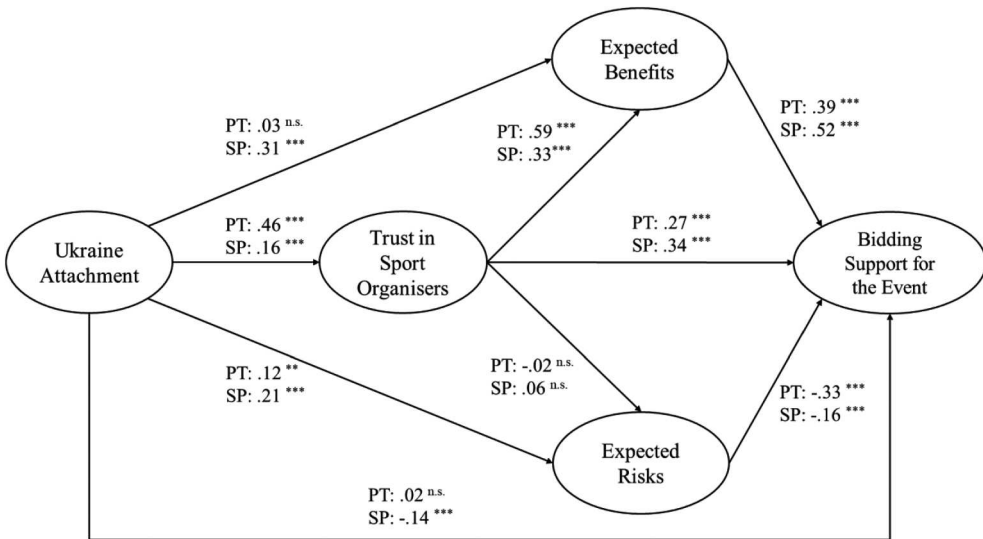 Expected
Benefits
PT: .03 n.s.
SP: .31 ***
PT: .59 ***
SP: .33***
PT: .39 ***
SP: .52 ***
Ukraine
Attachment
PT: .46 ***
SP: .16 ***
Trust in
Sport
Organisers
PT: .27 ***
SP: .34 ***
Bidding
Support for
the Event
PT: .12 **
SP: .21 ***
PT: -.02 n.s.
SP: .06 n.s.
PT: -.33 ***
SP: -.16 ***
Expected
Risks
PT: .02 n.s.
SP: -.14 ***